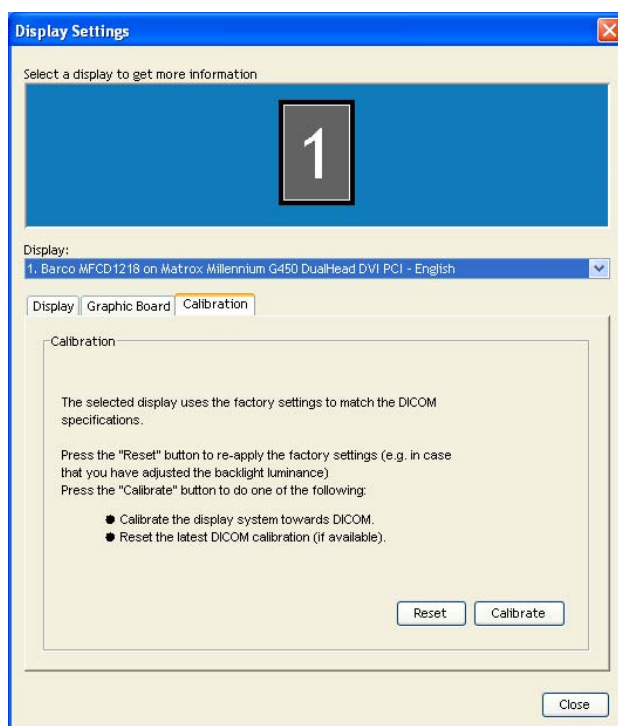 Display Settings
Select a display to get more information
1
Display:
1. Barco MFCD1218 on Matrox Millennium G450 DualHead DVI PCI - English
Display Graphic Board Calibration
Calibration
The selected display uses the factory settings to match the DICOM
specifications.
Press the "Reset" button to re-apply the factory settings (e.g. in case
that you have adjusted the backlight luminance)
Press the "Calibrate" button to do one of the following:
● Calibrate the display system towards DICOM.
● Reset the latest DICOM calibration (if available).
Reset Calibrate
Close